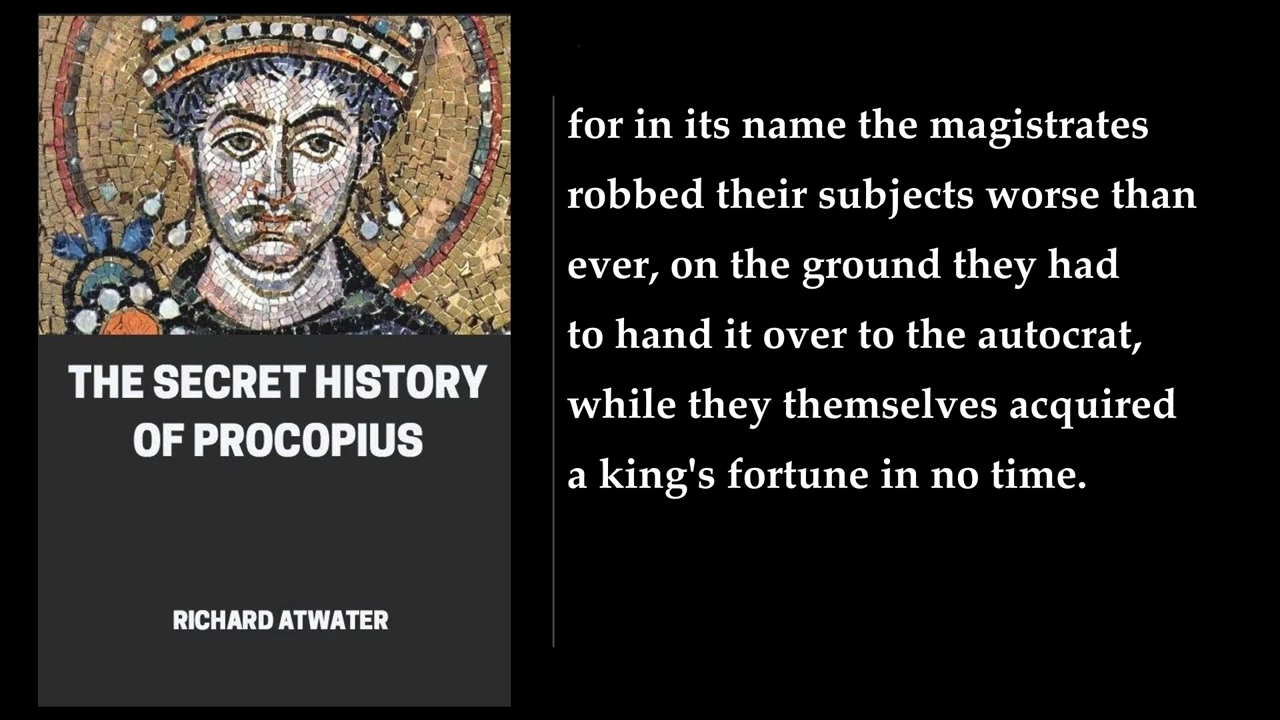 THE SECRET HISTORY
OF PROCOPIUS
RICHARD ATWATER
for in its name the magistrates
robbed their subjects worse than
ever, on the ground they had
to hand it over to the autocrat,
while they themselves acquired
a king's fortune in no time.